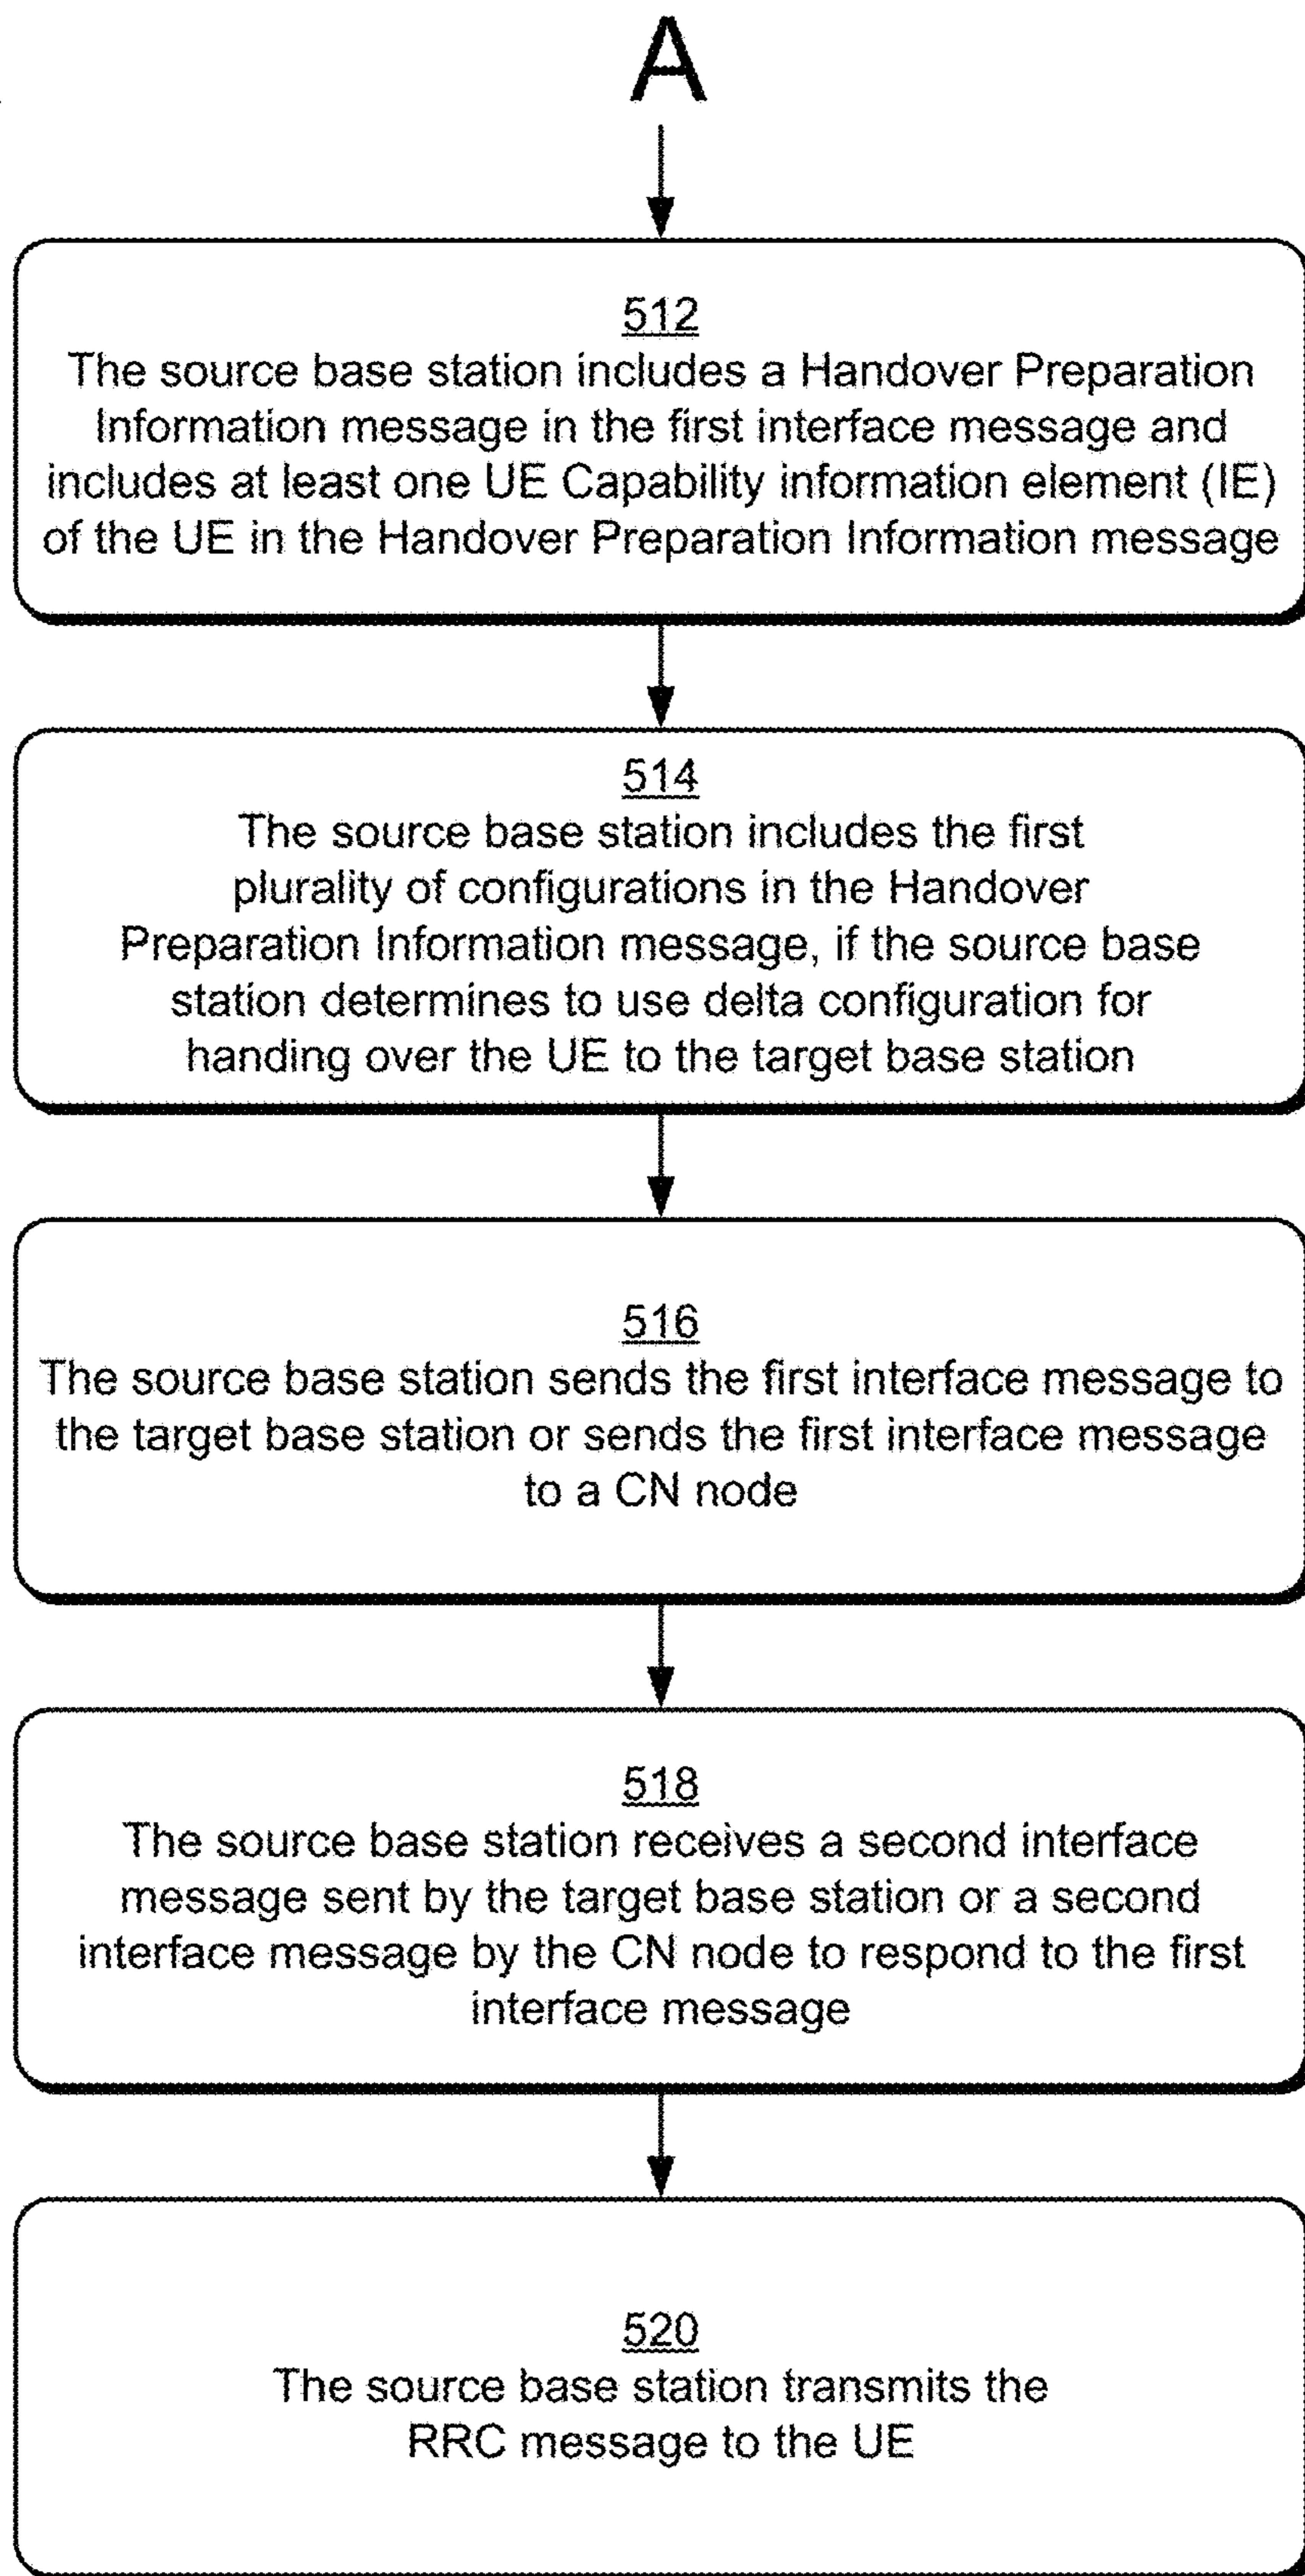 A
512
The source base station includes a Handover Preparation
Information message in the first interface message and
includes at least one UE Capability information element (IE)
of the UE in the Handover Preparation Information message
514
The source base station includes the first
plurality of configurations in the Handover
Preparation Information message, if the source base
station determines to use delta configuration for
handing over the UE to the target base station
516
The source base station sends the first interface message to
the target base station or sends the first interface message
to a CN node
518
The source base station receives a second interface
message sent by the target base station or a second
interface message by the CN node to respond to the first
interface message
520
The source base station transmits the
RRC message to the UE